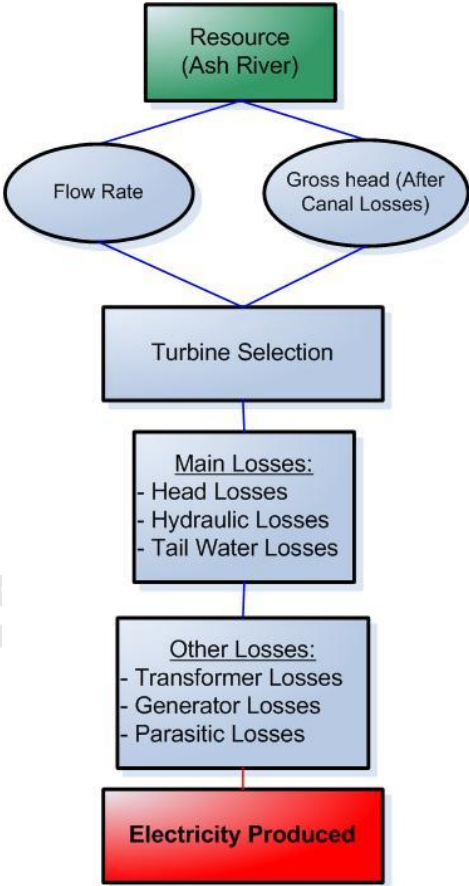 Resource
(Ash River)
Flow Rate
Gross head (After
Canal Losses)
Turbine Selection
Main Losses:
- Head Losses
- Hydraulic Losses
- Tail Water Losses
Other Losses:
- Transformer Losses
- Generator Losses
- Parasitic Losses
Electricity Produced